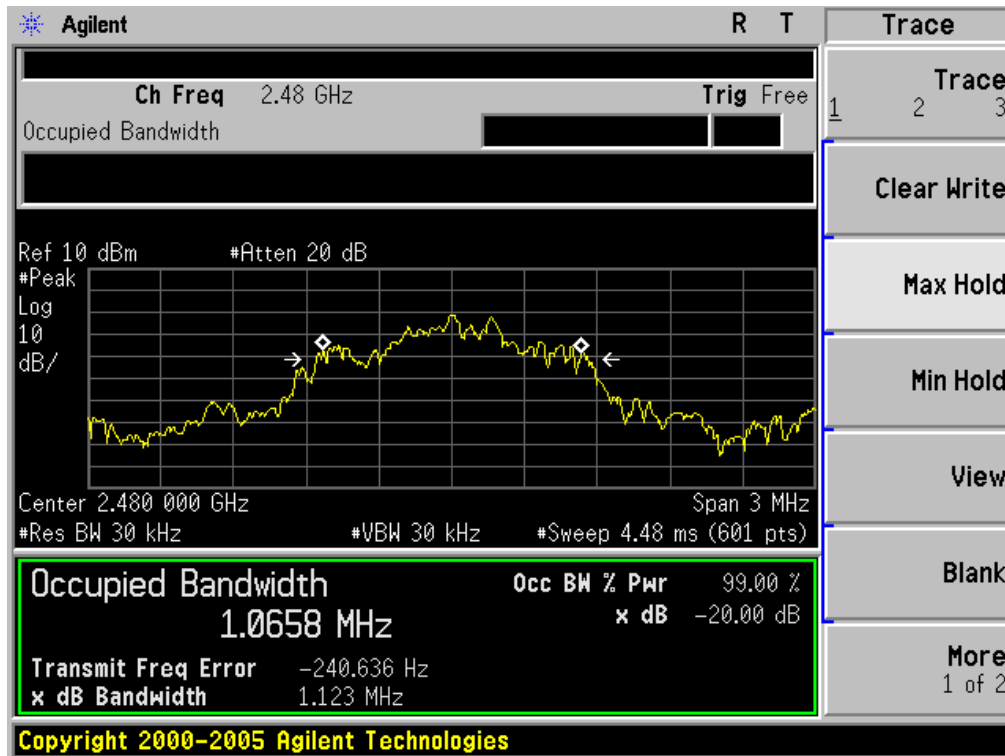 Agilent R T Trace
Ch Freq 2.48 GHz Trig Free
Occupied Bandwidth
Trace
1 2 3
Clear Write
Max Hold
Min Hold
View
Blank
More
1 of 2
Ref 10 dBm #Atten 20 dB
#Peak
Log
10
dB/
Center 2.480 000 GHz Span 3 MHz
#Res BW 30 kHz #VBW 30 kHz #Sweep 4.48 ms (601 pts)
Occupied Bandwidth Occ BW % Pwr 99.00 %
1.0658 MHz x dB -20.00 dB
Transmit Freq Error -240.636 Hz
x dB Bandwidth 1.123 MHz
Copyright 2000-2005 Agilent Technologies